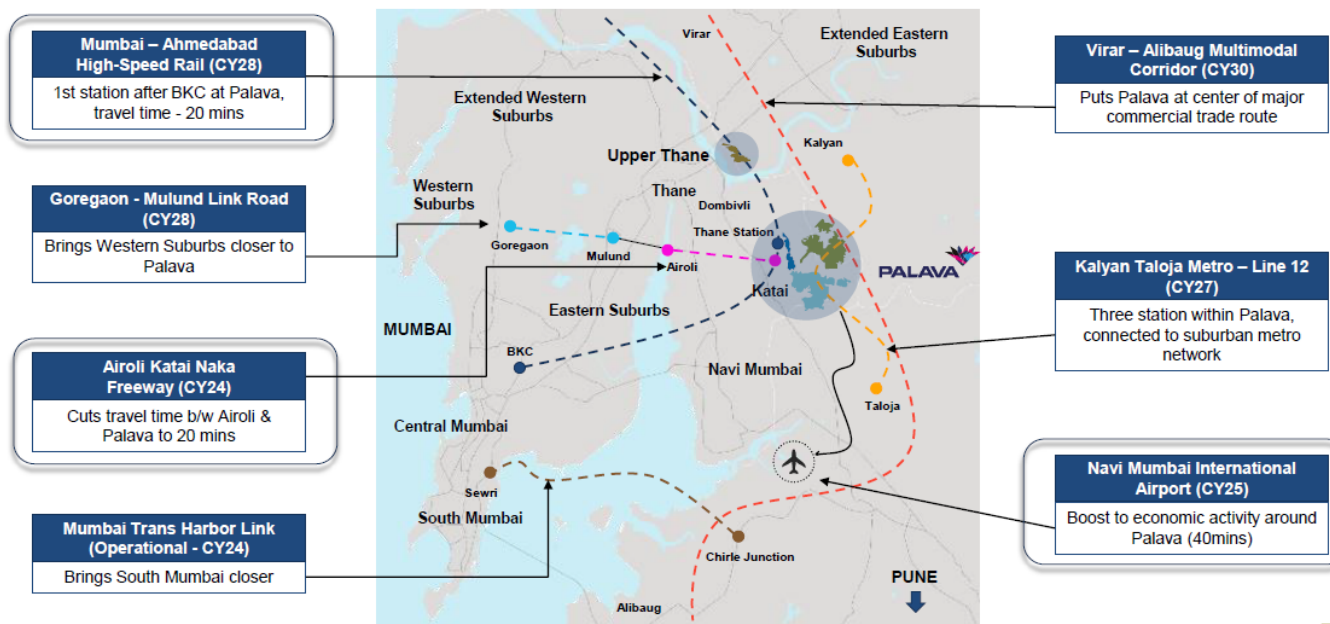 Mumbai – Ahmedabad
High-Speed Rail (CY28)
1st station after BKC at Palava,
travel time - 20 mins
Goregaon - Mulund Link Road
(CY28)
Brings Western Suburbs closer to
Palava
Airoli Katai Naka
Freeway (CY24)
Cuts travel time b/w Airoli &
Palava to 20 mins
Mumbai Trans Harbor Link
(Operational - CY24)
Brings South Mumbai closer
Virar
Extended Eastern
Suburbs
Extended Western
Suburbs
Upper Thane
Kalyan
Western
Suburbs
Thane
Dombivli
Thane Station
Goregaon
Mulund
Airoli
PALAVA
Katai
Eastern Suburbs
MUMBAI
BKC
Navi Mumbai
Taloja
Central Mumbai
Sewri
South Mumbai
Chirle Junction
PUNE
Alibaug
Virar – Alibaug Multimodal
Corridor (CY30)
Puts Palava at center of major
commercial trade route
Kalyan Taloja Metro – Line 12
(CY27)
Three station within Palava,
connected to suburban metro
network
Navi Mumbai International
Airport (CY25)
Boost to economic activity around
Palava (40mins)